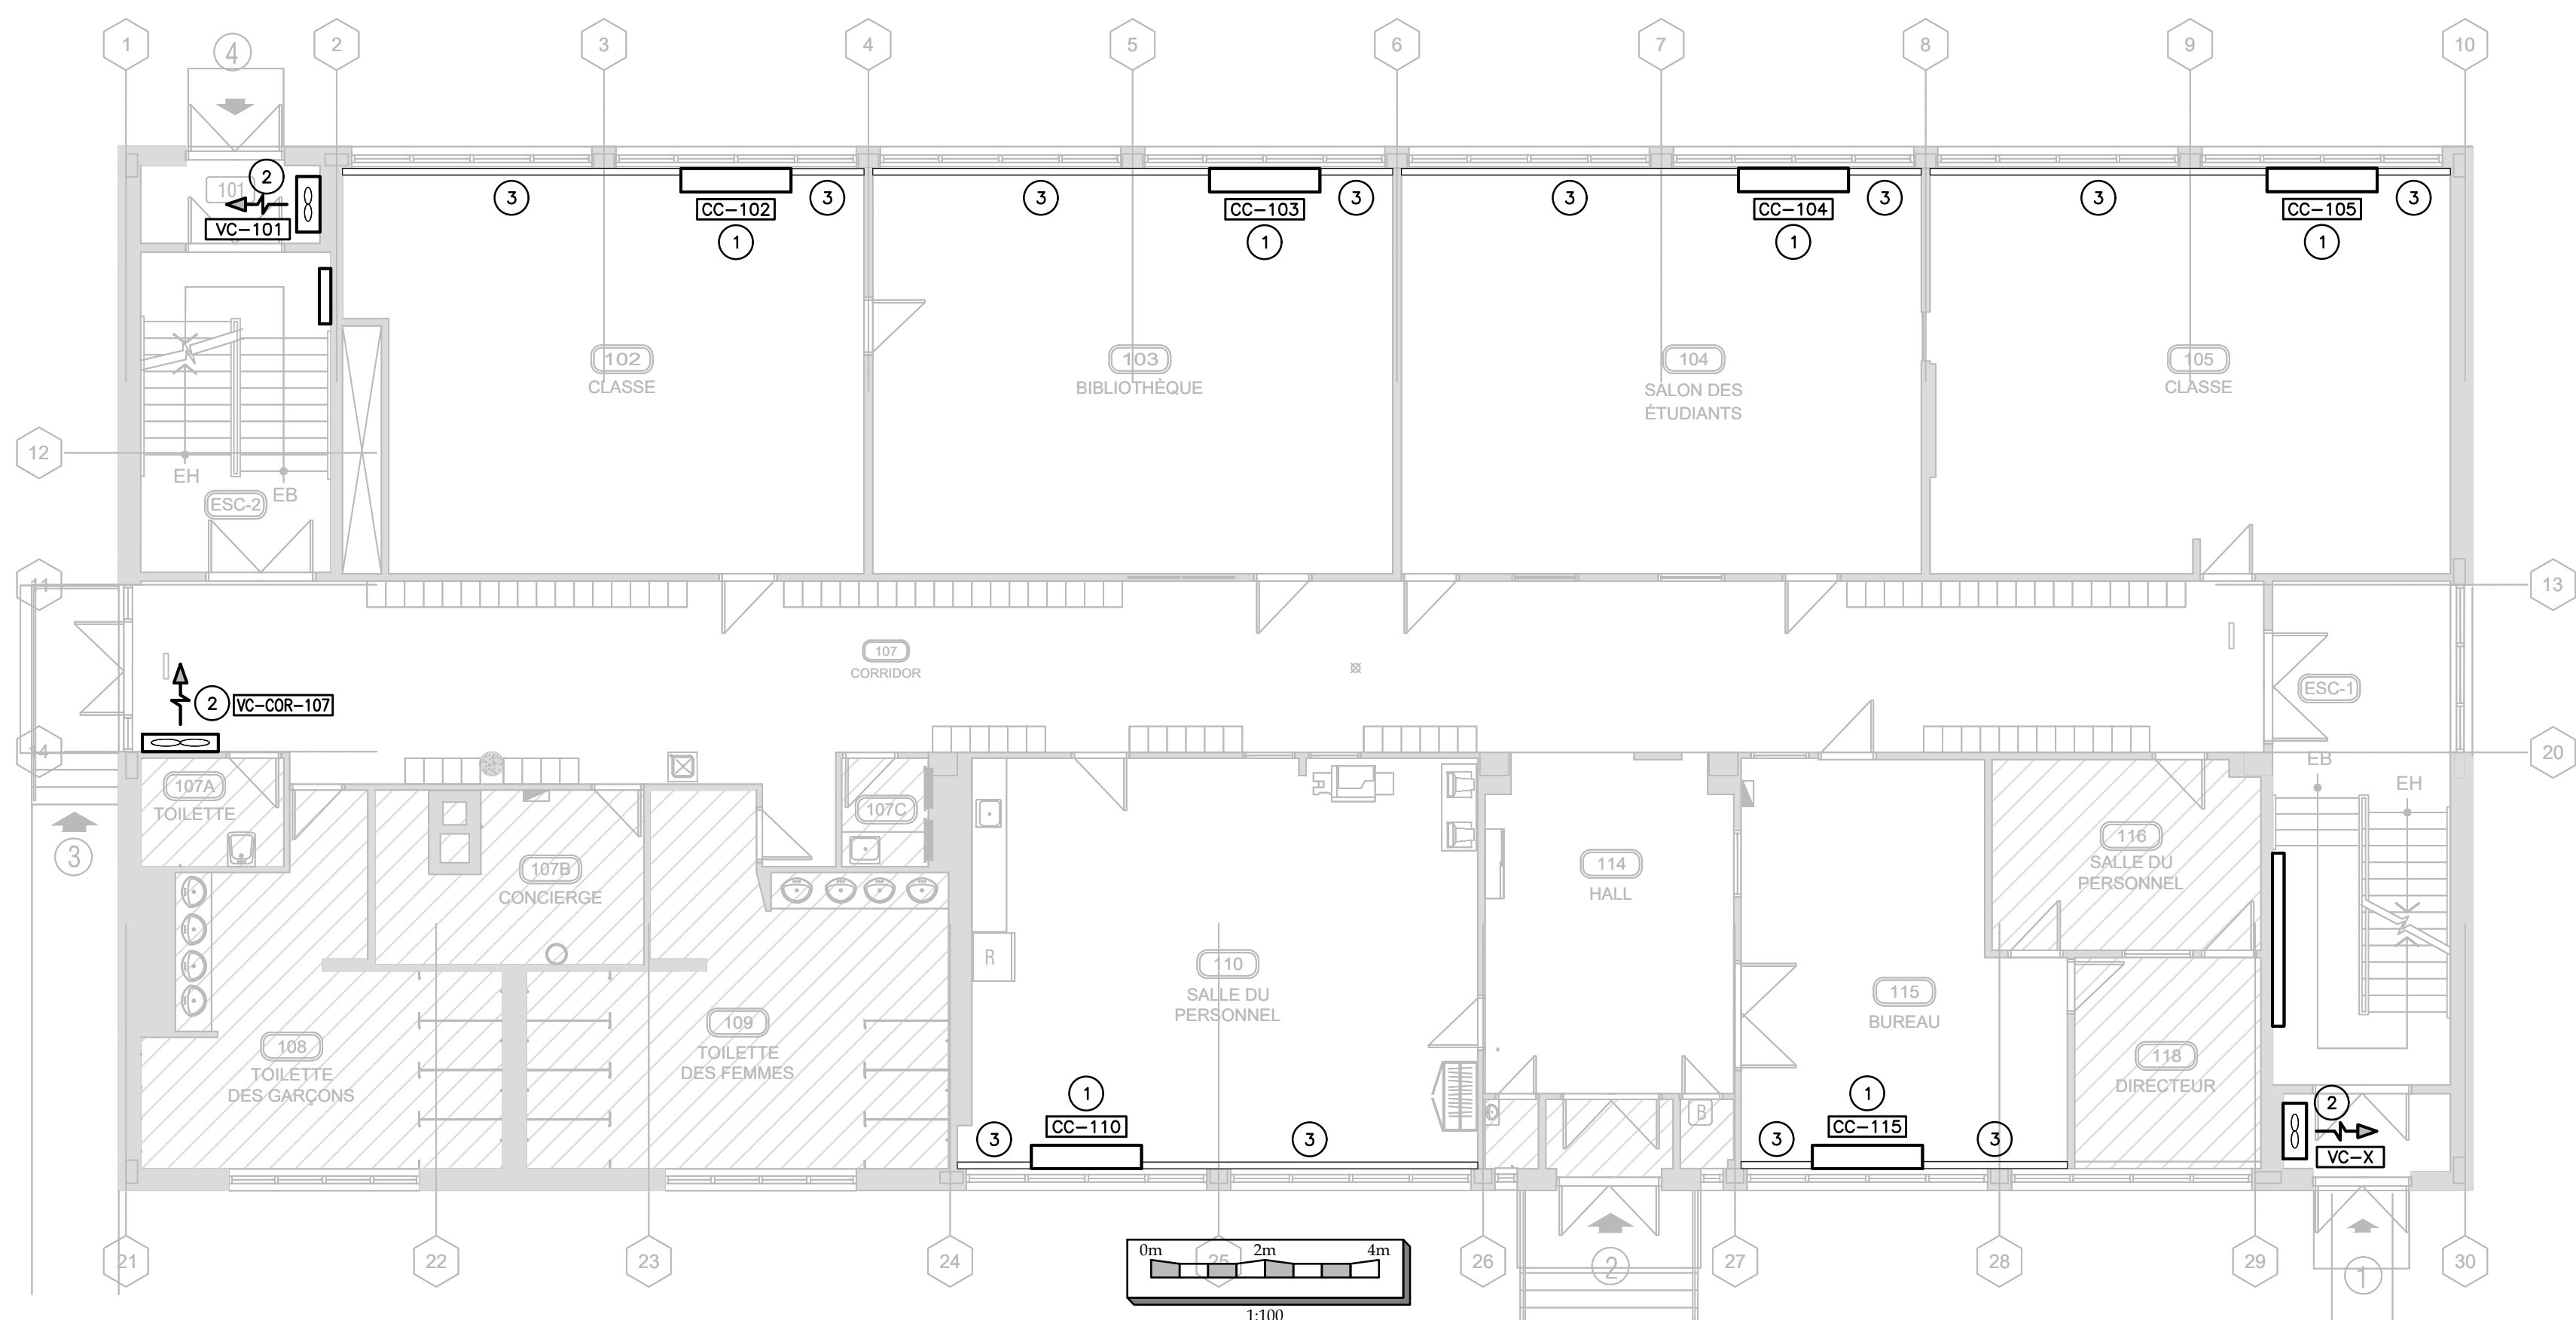 1 2 3 4 5 6 7 8 9 10
4
101 2
VC-101
3 3 3 3 3 3 3 3
CC-102 CC-103 CC-104 CC-105
1 1 1 1
102
CLASSE
103
BIBLIOTHÈQUE
104
SALON DES
ÉTUDIANTS
105
CLASSE
12
EH
EB
ESC-2
11
13
107
CORRIDOR
ESC-1
2 VC-COR-107
14
20
3
107A
TOILETTE
107B
CONCIERGE
107C
R
108
TOILETTE
DES GARÇONS
109
TOILETTE
DES FEMMES
110
SALLE DU
PERSONNEL
114
HALL
115
BUREAU
116
SALLE DU
PERSONNEL
118
DIRECTEUR
EB
EH
1
CC-110
3 3
B
1
CC-115
3 3
2
VC-X
21 22 23 24 25 26 27 28 29 30
2
1
0m 2m 4m
1:100